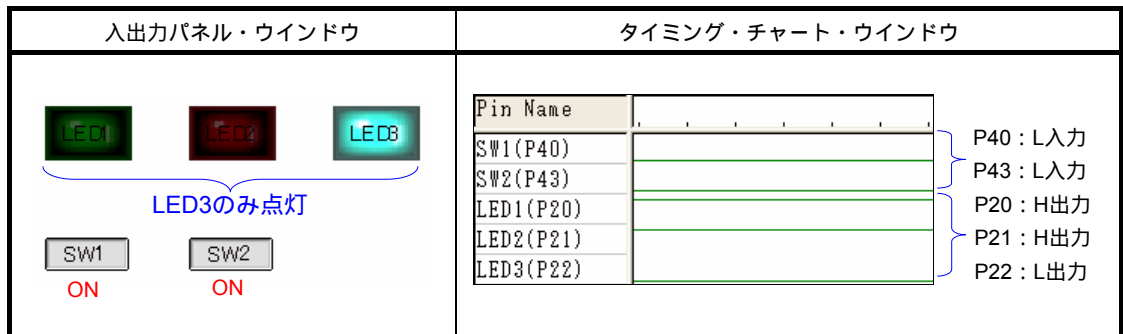 入出力パネル・ウインドウ
タイミング・チャート・ウインドウ
LED1 LED2 LED3
LED3のみ点灯
SW1 SW2
ON ON
Pin Name
SW1(P40)
SW2(P43)
LED1(P20)
LED2(P21)
LED3(P22)
P40：L入力
P43：L入力
P20：H出力
P21：H出力
P22：L出力